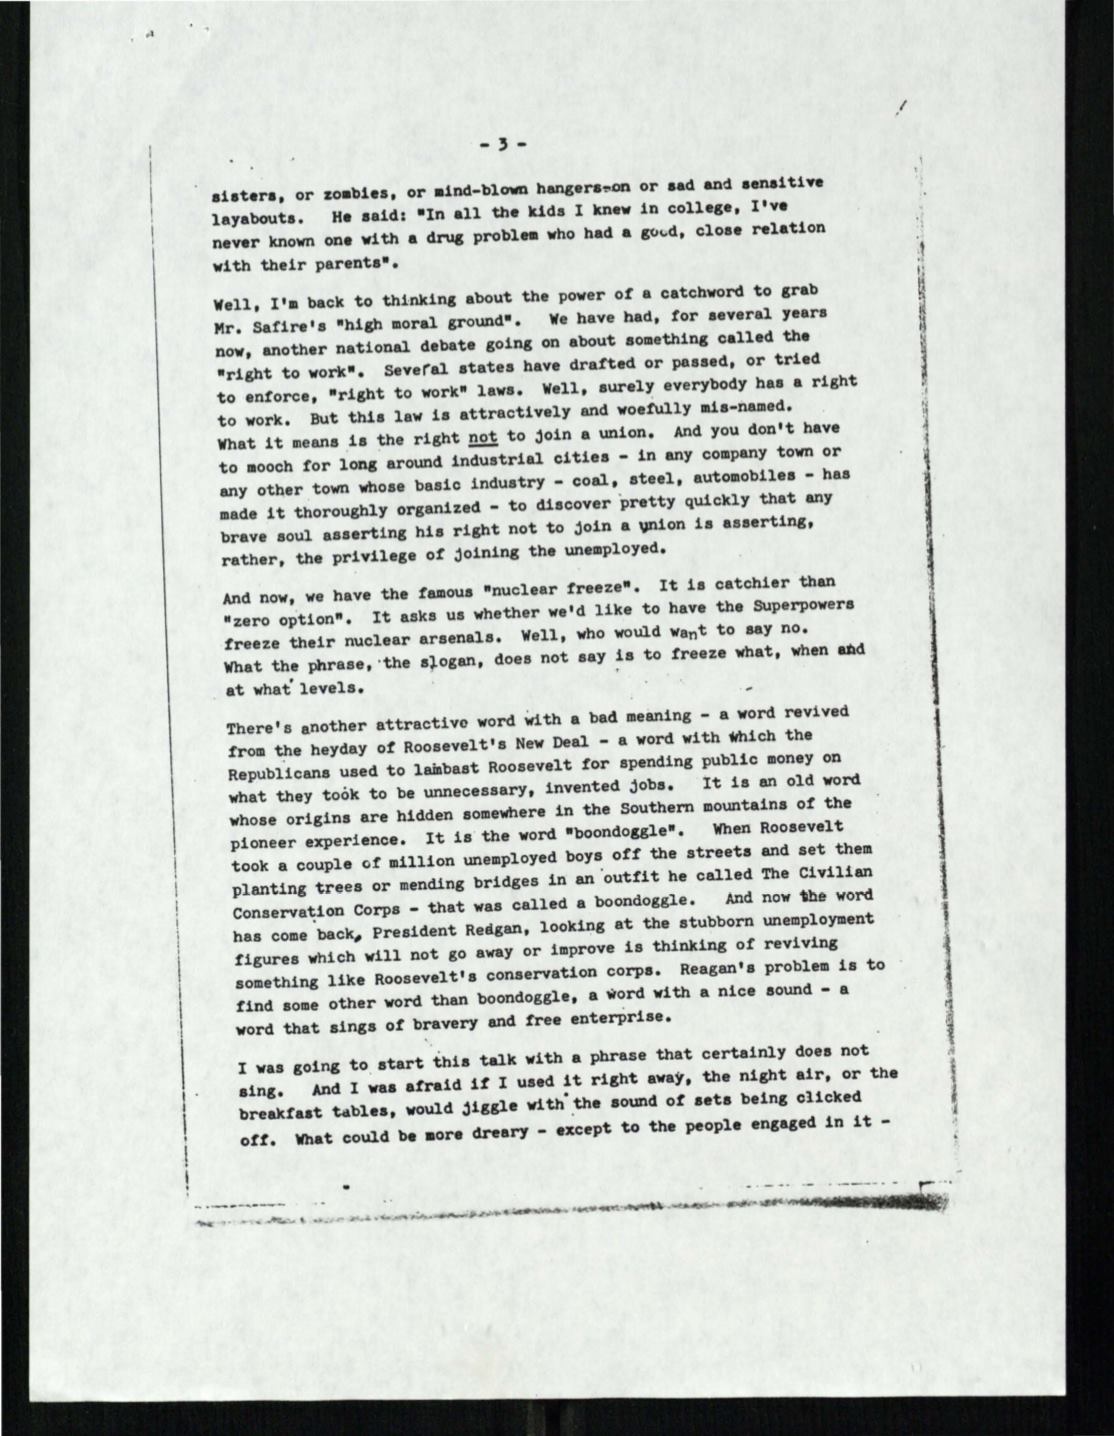 - 3 -
sisters, or zombies, or mind-blown hangers-on or sad and sensitive
layabouts. He said: "In all the kids I knew in college, I've
never known one with a drug problem who had a good, close relation
with their parents".
Well, I'm back to thinking about the power of a catchword to grab
Mr. Safire's "high moral ground". We have had, for several years
now, another national debate going on about something called the
"right to work". Several states have drafted or passed, or tried
to enforce, "right to work" laws. Well, surely everybody has a right
to work. But this law is attractively and woefully mis-named.
What it means is the right not to join a union. And you don't have
to mooch for long around industrial cities - in any company town or
any other town whose basic industry - coal, steel, automobiles - has
made it thoroughly organized - to discover pretty quickly that any
brave soul asserting his right not to join a union is asserting,
rather, the privilege of joining the unemployed.
And now, we have the famous "nuclear freeze". It is catchier than
"zero option". It asks us whether we'd like to have the Superpowers
freeze their nuclear arsenals. Well, who would want to say no.
What the phrase, the slogan, does not say is to freeze what, when and
at what levels.
There's another attractive word with a bad meaning - a word revived
from the heyday of Roosevelt's New Deal - a word with which the
Republicans used to lambast Roosevelt for spending public money on
what they took to be unnecessary, invented jobs. It is an old word
whose origins are hidden somewhere in the Southern mountains of the
pioneer experience. It is the word "boondoggle". When Roosevelt
took a couple of million unemployed boys off the streets and set them
planting trees or mending bridges in an outfit he called The Civilian
Conservation Corps - that was called a boondoggle. And now the word
has come back, President Reagan, looking at the stubborn unemployment
figures which will not go away or improve is thinking of reviving
something like Roosevelt's conservation corps. Reagan's problem is to
find some other word than boondoggle, a word with a nice sound - a
word that sings of bravery and free enterprise.
I was going to start this talk with a phrase that certainly does not
sing. And I was afraid if I used it right away, the night air, or the
breakfast tables, would jiggle with the sound of sets being clicked
off. What could be more dreary - except to the people engaged in it -